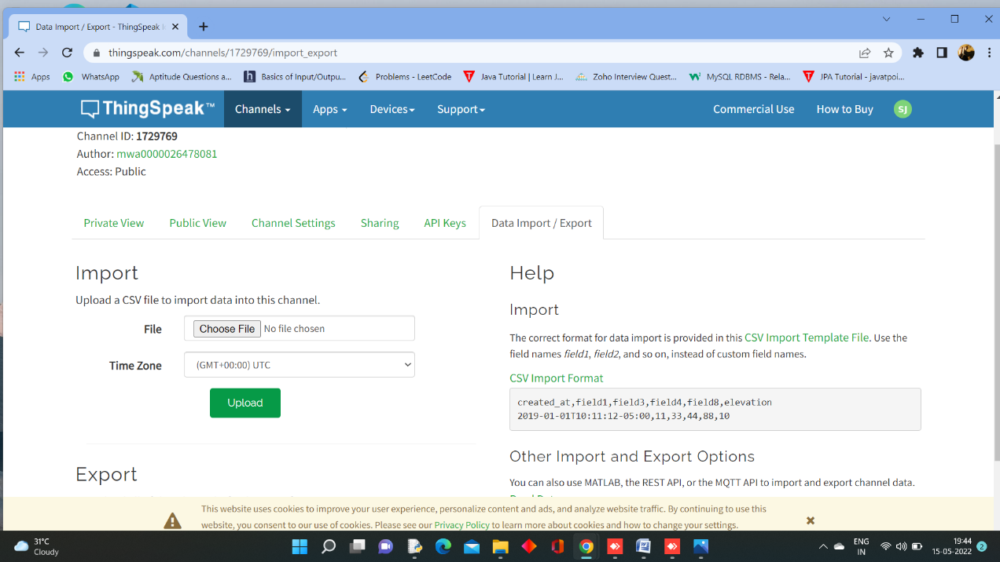 Data Import / Export - ThingSpeak
thingspeak.com/channels/1729769/import_export
Apps
WhatsApp
Aptitude Questions a...
Basics of Input/Outpu...
Problems - LeetCode
Java Tutorial | Learn J...
Zoho Interview Quest...
MySQL RDBMS - Rela...
JPA Tutorial - javatpoi...
ThingSpeak™
Channels
Apps
Devices
Support
Commercial Use
How to Buy
SJ
Channel ID: 1729769
Author: mwa0000026478081
Access: Public
Private View
Public View
Channel Settings
Sharing
API Keys
Data Import / Export
Import
Upload a CSV file to import data into this channel.
File
Choose File No file chosen
Time Zone
(GMT+00:00) UTC
Upload
Export
Help
Import
The correct format for data import is provided in this CSV Import Template File. Use the
field names field1, field2, and so on, instead of custom field names.
CSV Import Format
created_at,field1,field3,field4,field8,elevation
2019-01-01T10:11:12-05:00,11,33,44,88,10
Other Import and Export Options
You can also use MATLAB, the REST API, or the MQTT API to import and export channel data.
This website uses cookies to improve your user experience, personalize content and ads, and analyze website traffic. By continuing to use this
website, you consent to our use of cookies. Please see our Privacy Policy to learn more about cookies and how to change your settings.
31°C
Cloudy
ENG
IN
19:44
15-05-2022
2